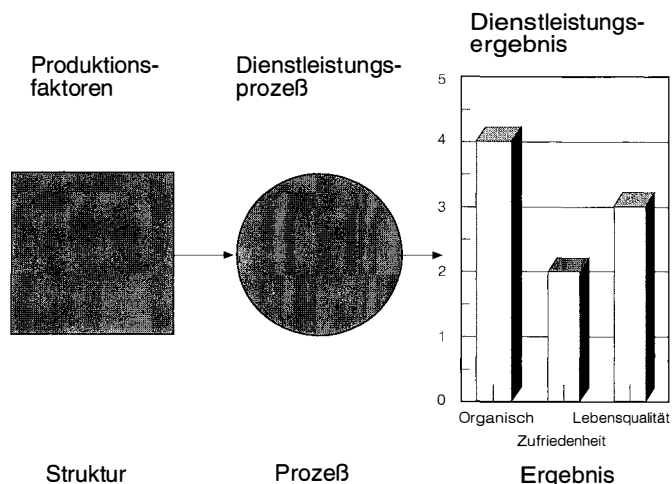 Produktions-
faktoren
Dienstleistungs-
prozeß
Dienstleistungs-
ergebnis
5
4
3
2
1
0
Organisch
Lebensqualität
Zufriedenheit
Struktur
Prozeß
Ergebnis